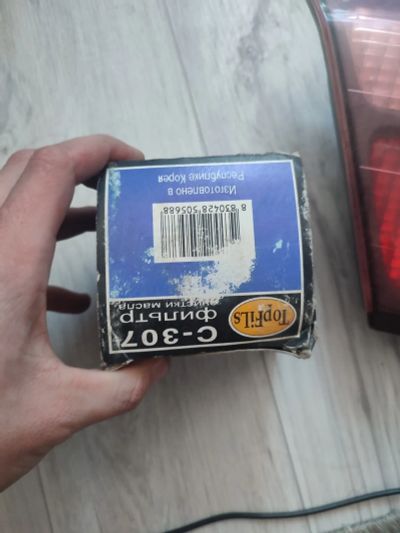 TopFiLs
C-307
фильтр
очистки масла
8 830428 505688
Изготовлено в
Республике Корея